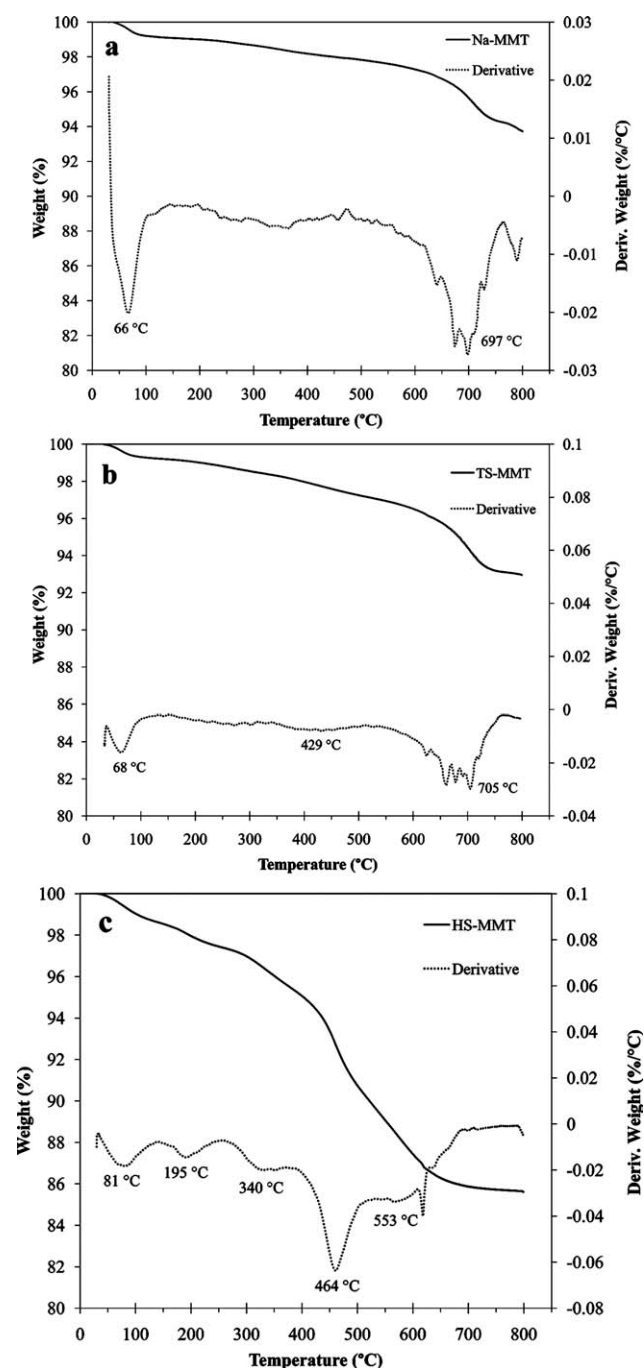 a
Na-MMT
Derivative
100
98
96
94
92
90
88
86
84
82
80
Weight (%)
0.03
0.02
0.01
0
-0.01
-0.02
-0.03
Deriv. Weight (%/°C)
66 °C
697 °C
0 100 200 300 400 500 600 700 800
Temperature (°C)
b
TS-MMT
Derivative
100
98
96
94
92
90
88
86
84
82
80
Weight (%)
0.1
0.08
0.06
0.04
0.02
0
-0.02
-0.04
Deriv. Weight (%/°C)
68 °C
429 °C
705 °C
0 100 200 300 400 500 600 700 800
Temperature (°C)
c
HS-MMT
Derivative
100
98
96
94
92
90
88
86
84
82
80
Weight (%)
0.1
0.08
0.06
0.04
0.02
0
-0.02
-0.04
-0.06
-0.08
Deriv. Weight (%/°C)
81 °C
195 °C
340 °C
464 °C
553 °C
0 100 200 300 400 500 600 700 800
Temperature (°C)